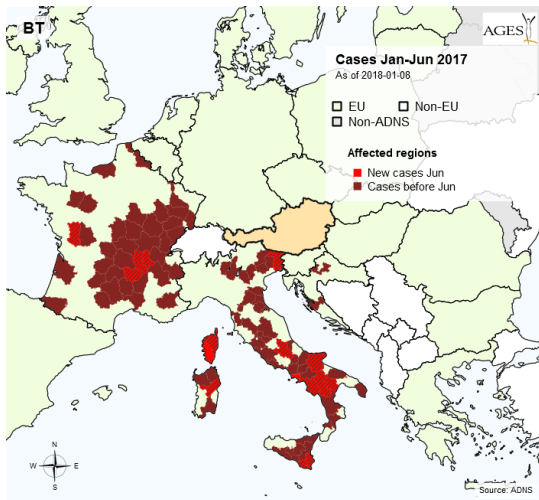 BT
AGES
Cases Jan-Jun 2017
As of 2018-01-08
EU Non-EU
Non-ADNS
Affected regions
New cases Jun
Cases before Jun
N
W E
S
Source: ADNS